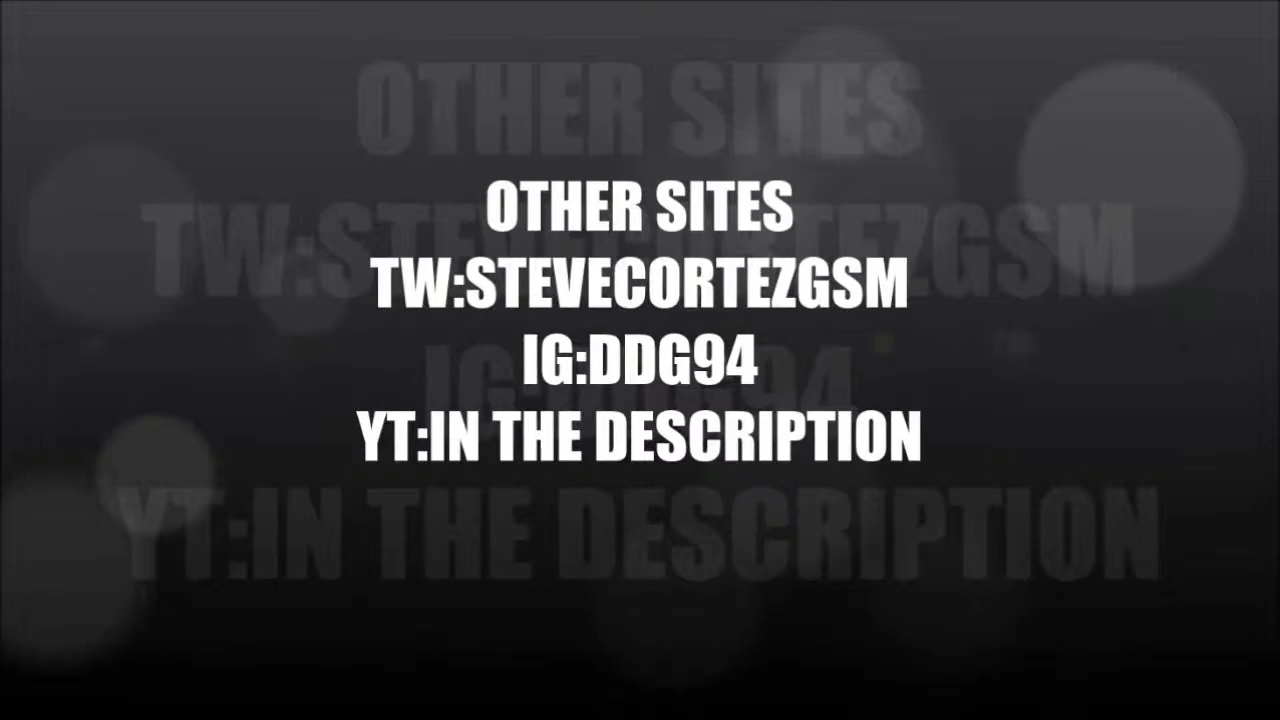 OTHER SITES
TW:STEVECORTEZGSM
IG:DDG94
YT:IN THE DESCRIPTION